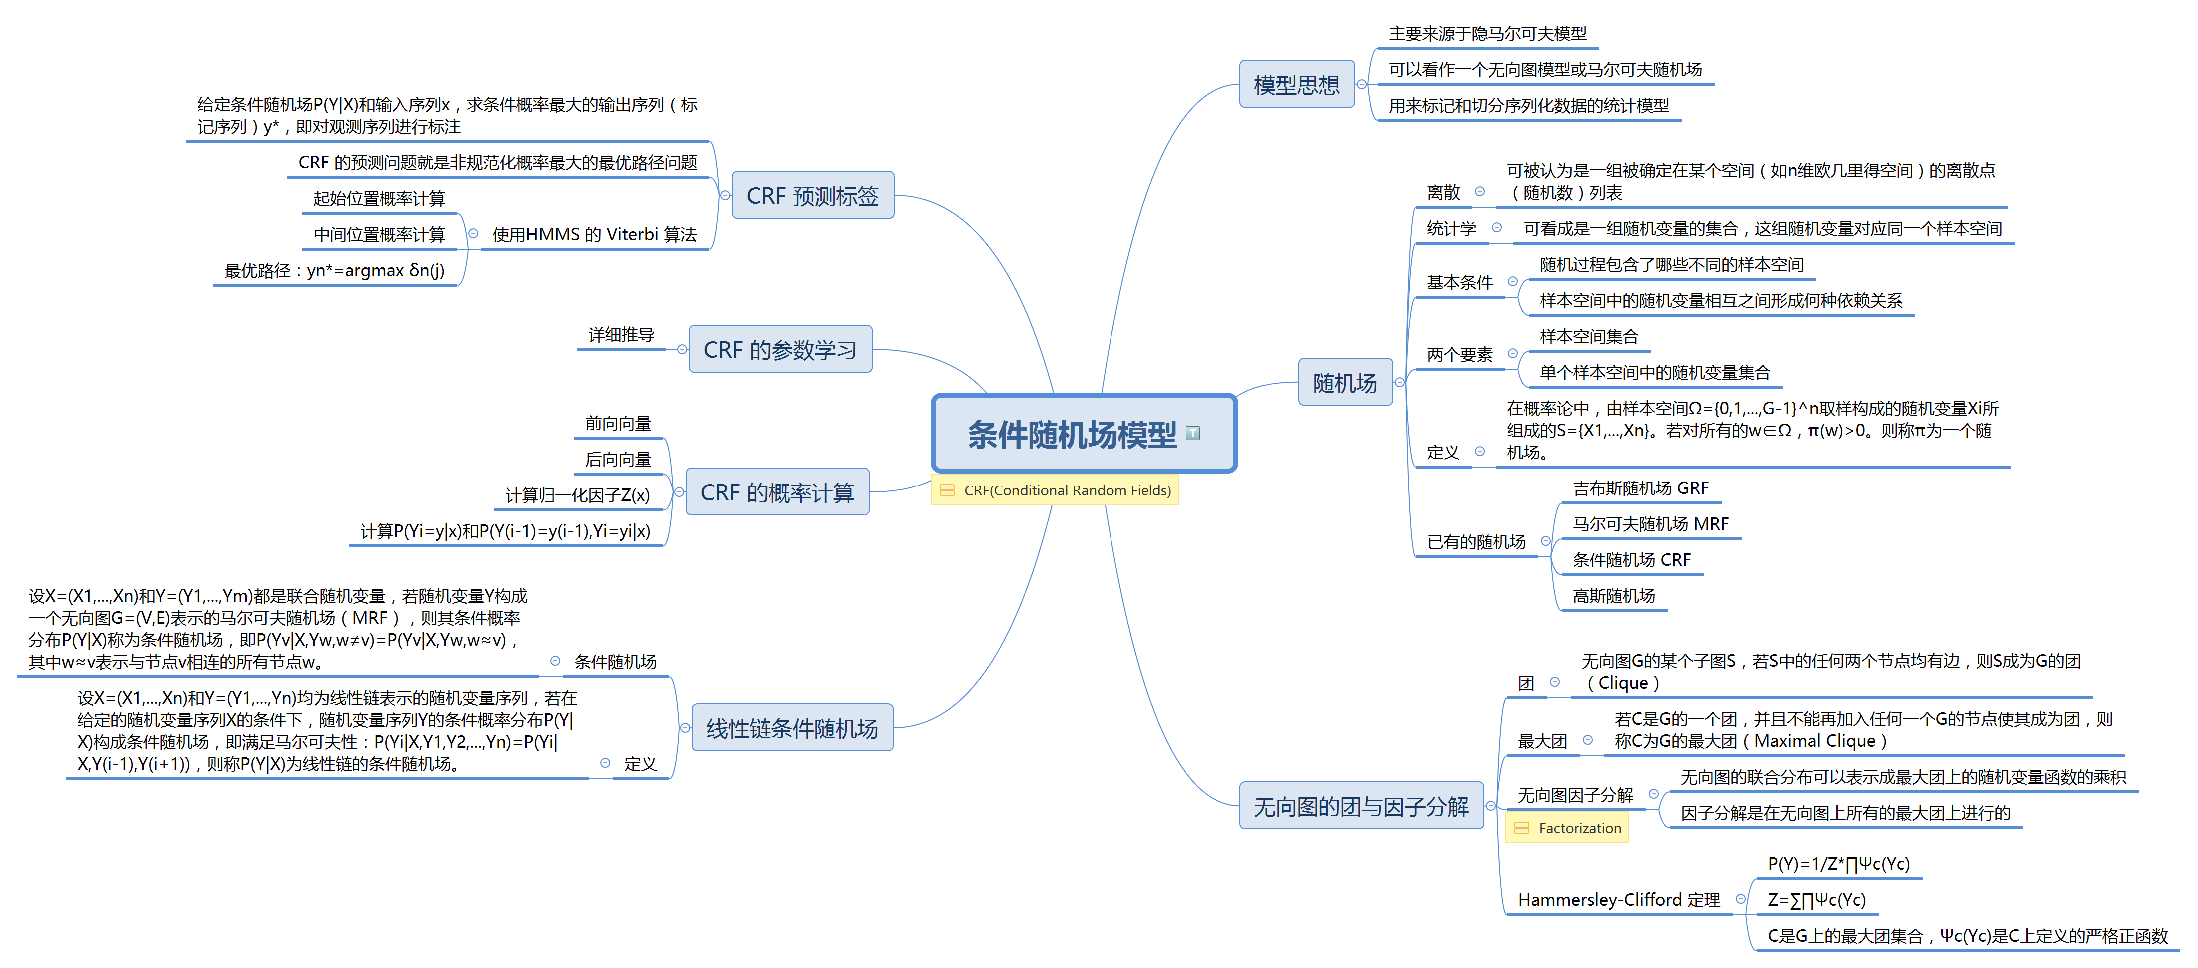 条件随机场模型
CRF(Conditional Random Fields)
模型思想
主要来源于隐马尔可夫模型
可以看作一个无向图模型或马尔可夫随机场
用来标记和切分序列化数据的统计模型
随机场
离散
可被认为是一组被确定在某个空间（如n维欧几里得空间）的离散点
（随机数）列表
统计学
可看成是一组随机变量的集合，这组随机变量对应同一个样本空间
基本条件
随机过程包含了哪些不同的样本空间
样本空间中的随机变量相互之间形成何种依赖关系
两个要素
样本空间集合
单个样本空间中的随机变量集合
定义
在概率论中，由样本空间Ω={0,1,...,G-1}^n取样构成的随机变量Xi所
组成的S={X1,...,Xn}。若对所有的w∈Ω，π(w)>0。则称π为一个随
机场。
已有的随机场
吉布斯随机场 GRF
马尔可夫随机场 MRF
条件随机场 CRF
高斯随机场
无向图的团与因子分解
团
无向图G的某个子图S，若S中的任何两个节点均有边，则S成为G的团
（Clique）
最大团
若C是G的一个团，并且不能再加入任何一个G的节点使其成为团，则
称C为G的最大团（Maximal Clique）
无向图因子分解
Factorization
无向图的联合分布可以表示成最大团上的随机变量函数的乘积
因子分解是在无向图上所有的最大团上进行的
Hammersley-Clifford 定理
P(Y)=1/Z*∏Ψc(Yc)
Z=∑∏Ψc(Yc)
C是G上的最大团集合，Ψc(Yc)是C上定义的严格正函数
CRF 预测标签
给定条件随机场P(Y|X)和输入序列x，求条件概率最大的输出序列（标
记序列）y*，即对观测序列进行标注
CRF 的预测问题就是非规范化概率最大的最优路径问题
使用HMMS 的 Viterbi 算法
起始位置概率计算
中间位置概率计算
最优路径：yn*=argmax δn(j)
CRF 的参数学习
详细推导
CRF 的概率计算
前向向量
后向向量
计算归一化因子Z(x)
计算P(Yi=y|x)和P(Y(i-1)=y(i-1),Yi=yi|x)
线性链条件随机场
条件随机场
设X=(X1,...,Xn)和Y=(Y1,...,Ym)都是联合随机变量，若随机变量Y构成
一个无向图G=(V,E)表示的马尔可夫随机场（MRF），则其条件概率
分布P(Y|X)称为条件随机场，即P(Yv|X,Yw,w≠v)=P(Yv|X,Yw,w≈v)，
其中w≈v表示与节点v相连的所有节点w。
定义
设X=(X1,...,Xn)和Y=(Y1,...,Yn)均为线性链表示的随机变量序列，若在
给定的随机变量序列X的条件下，随机变量序列Y的条件概率分布P(Y|
X)构成条件随机场，即满足马尔可夫性：P(Yi|X,Y1,Y2,...,Yn)=P(Yi|
X,Y(i-1),Y(i+1))，则称P(Y|X)为线性链的条件随机场。